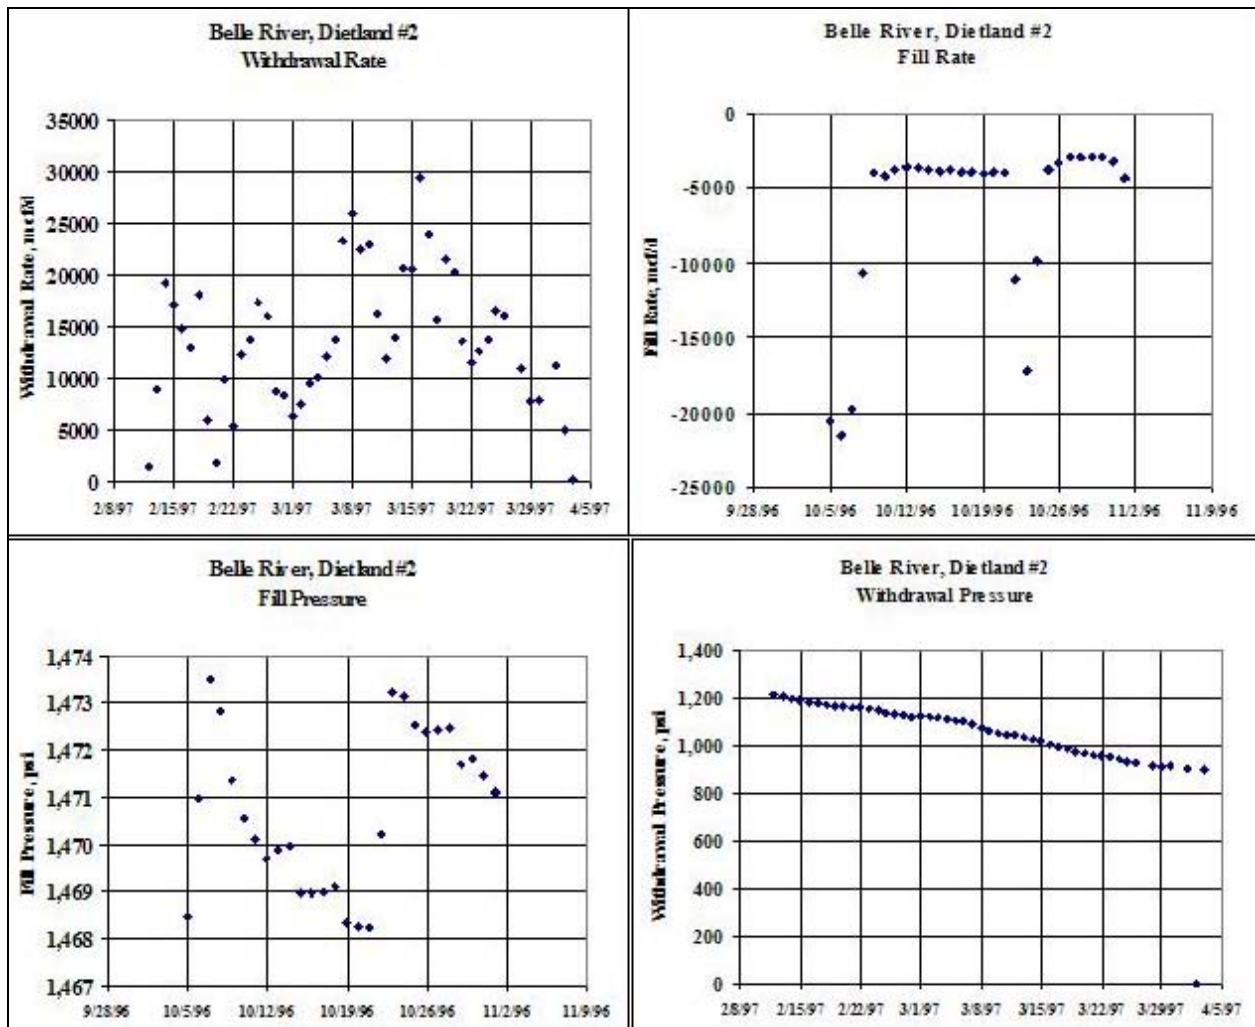 Belle River, Dietland #2
Withdrawal Rate
Withdrawal Rate, mcf/d
35000
30000
25000
20000
15000
10000
5000
0
2/8/97 2/15/97 2/22/97 3/1/97 3/8/97 3/15/97 3/22/97 3/29/97 4/5/97
Belle River, Dietland #2
Fill Rate
Fill Rate, mcf/d
0
-5000
-10000
-15000
-20000
-25000
9/28/96 10/5/96 10/12/96 10/19/96 10/26/96 11/2/96 11/9/96
Belle River, Dietland #2
Fill Pressure
Fill Pressure, psi
1,474
1,473
1,472
1,471
1,470
1,469
1,468
1,467
9/28/96 10/5/96 10/12/96 10/19/96 10/26/96 11/2/96 11/9/96
Belle River, Dietland #2
Withdrawal Pressure
Withdrawal Pressure, psi
1,400
1,200
1,000
800
600
400
200
0
2/8/97 2/15/97 2/22/97 3/1/97 3/8/97 3/15/97 3/22/97 3/29/97 4/5/97